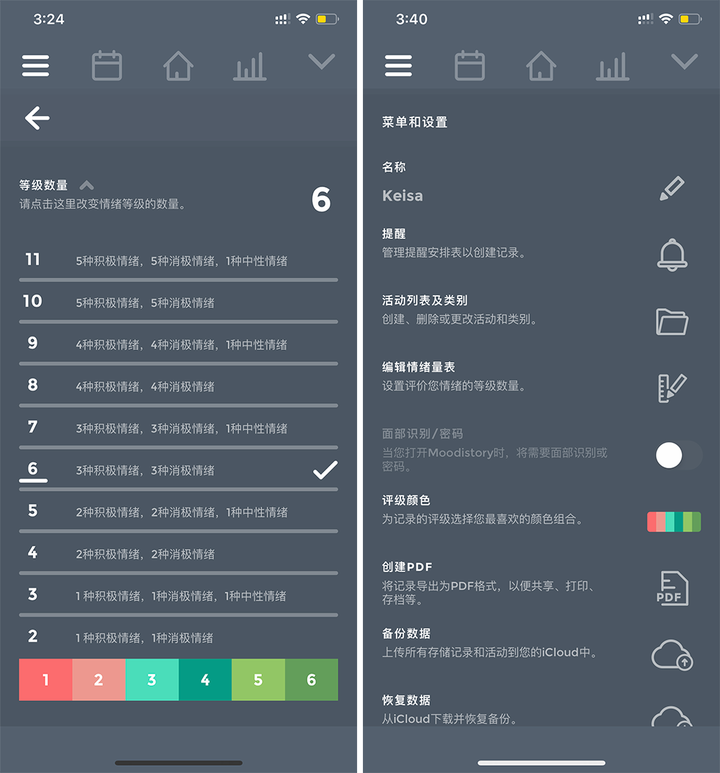 3:24
等级数量
请点击这里改变情绪等级的数量。
6
11 5种积极情绪，5种消极情绪，1种中性情绪
10 5种积极情绪，5种消极情绪
9 4种积极情绪，4种消极情绪，1种中性情绪
8 4种积极情绪，4种消极情绪
7 3种积极情绪，3种消极情绪，1种中性情绪
6 3种积极情绪，3种消极情绪
5 2种积极情绪，2种消极情绪，1种中性情绪
4 2种积极情绪，2种消极情绪
3 1 种积极情绪，1种消极情绪，1种中性情绪
2 1 种积极情绪，1种消极情绪
1 2 3 4 5 6
3:40
菜单和设置
名称
Keisa
提醒
管理提醒安排表以创建记录。
活动列表及类别
创建、删除或更改活动和类别。
编辑情绪量表
设置评价您情绪的等级数量。
面部识别/密码
当您打开Moodistory时，将需要面部识别或
密码。
评级颜色
为记录的评级选择您最喜欢的颜色组合。
创建PDF
将记录导出为PDF格式，以便共享、打印、
存档等。
PDF
备份数据
上传所有存储记录和活动到您的iCloud中。
恢复数据
从iCloud下载并恢复备份。